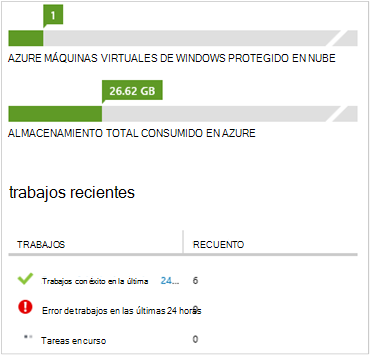 1
AZURE MÁQUINAS VIRTUALES DE WINDOWS PROTEGIDO EN NUBE
26.62 GB
ALMACENAMIENTO TOTAL CONSUMIDO EN AZURE
trabajos recientes
TRABAJOS RECUENTO
Trabajos con éxito en la última 24... 6
Error de trabajos en las últimas 24 horas 0
Tareas en curso 0